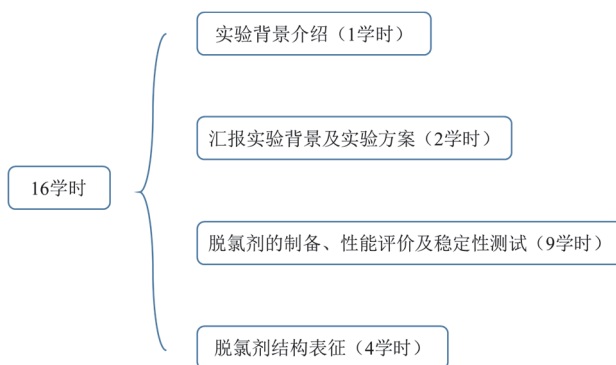 实验背景介绍（1学时）
汇报实验背景及实验方案（2学时）
16学时
脱氯剂的制备、性能评价及稳定性测试（9学时）
脱氯剂结构表征（4学时）